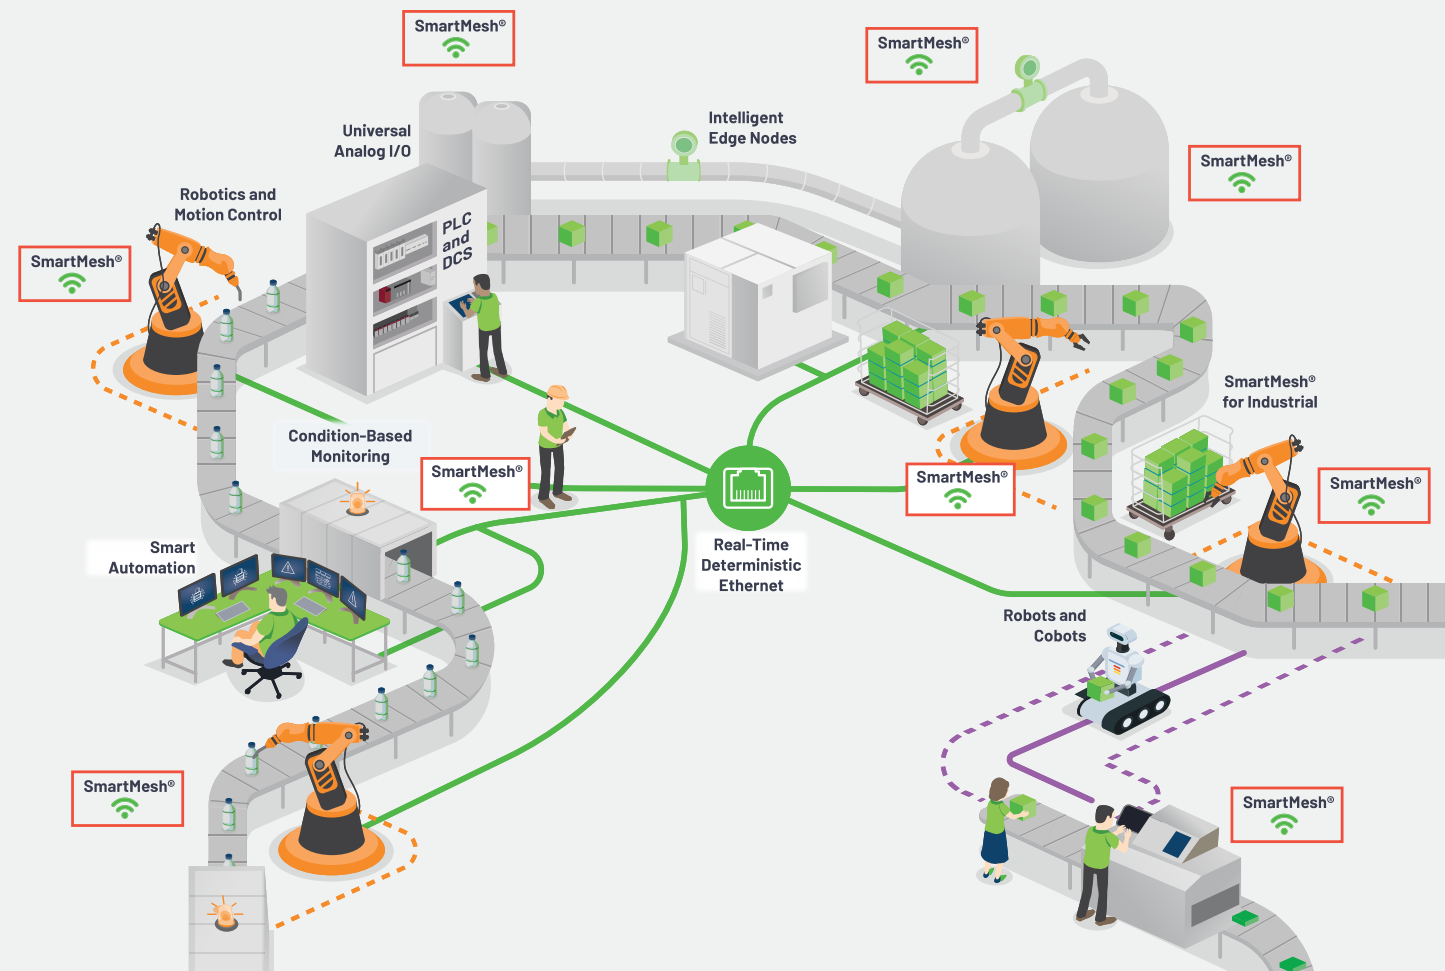 SmartMesh®
SmartMesh®
Intelligent
Edge Nodes
Universal
Analog I/O
SmartMesh®
Robotics and
Motion Control
PLC
and
DCS
SmartMesh®
SmartMesh®
for Industrial
Condition-Based
Monitoring
SmartMesh®
SmartMesh®
SmartMesh®
Smart
Automation
Real-Time
Deterministic
Ethernet
Robots and
Cobots
SmartMesh®
SmartMesh®